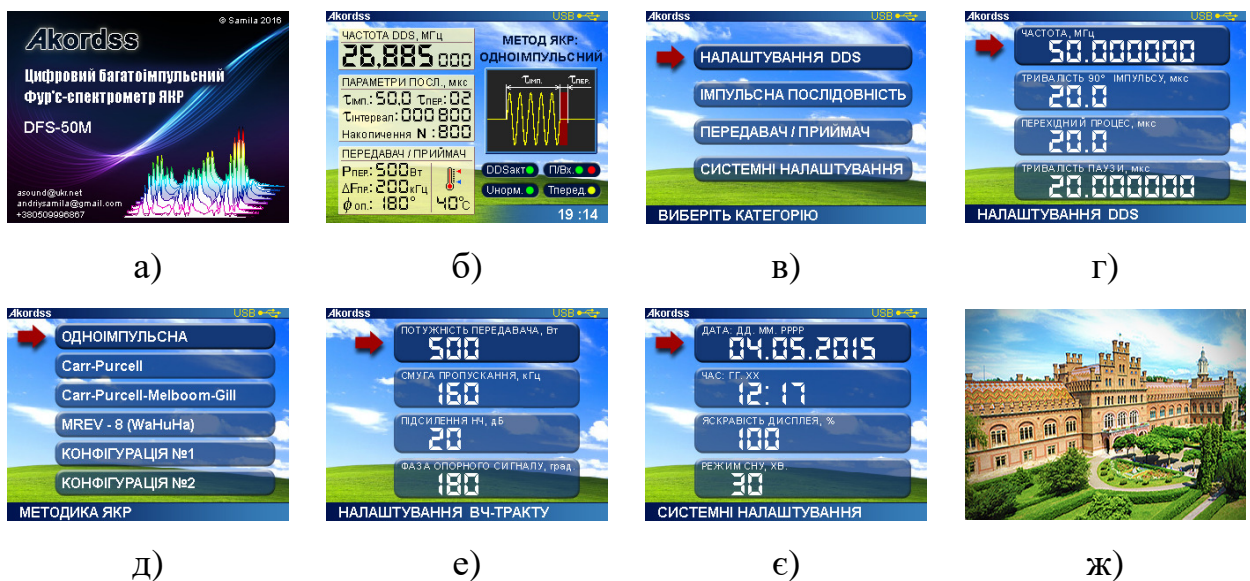 © Samila 2016
Akordss
Цифровий багатоімпульсний
Фур'є-спектрометр ЯКР
DFS-50M
asound@ukr.net
andriysamila@gmail.com
+380509996867
а)
Akordss USB
ЧАСТОТА DDS, МГц
26,885000
ПАРАМЕТРИ ПОСЛ., мкс
τімп.: 50.0 τпер: 02
τінтервал: 000800
Накопичення N : 800
ПЕРЕДАВАЧ / ПРИЙМАЧ
Pпер: 500Вт
ΔFпр: 200кГц
ϕ оп.: 180° 40°C
МЕТОД ЯКР:
ОДНОІМПУЛЬСНИЙ
τімп. τпер.
DDSакт П/Вх.
Uнорм. Tперед.
19 :14
б)
Akordss USB
НАЛАШТУВАННЯ DDS
ІМПУЛЬСНА ПОСЛІДОВНІСТЬ
ПЕРЕДАВАЧ / ПРИЙМАЧ
СИСТЕМНІ НАЛАШТУВАННЯ
ВИБЕРІТЬ КАТЕГОРІЮ
в)
Akordss USB
ЧАСТОТА, МГц
50.000000
ТРИВАЛІСТЬ 90° ІМПУЛЬСУ, мкс
20.0
ПЕРЕХІДНИЙ ПРОЦЕС, мкс
20.0
ТРИВАЛІСТЬ ПАУЗИ, мкс
20.000000
НАЛАШТУВАННЯ DDS
г)
Akordss USB
ОДНОІМПУЛЬСНА
Carr-Purcell
Carr-Purcell-Melboom-Gill
MREV - 8 (WaHuHa)
КОНФІГУРАЦІЯ №1
КОНФІГУРАЦІЯ №2
МЕТОДИКА ЯКР
д)
Akordss USB
ПОТУЖНІСТЬ ПЕРЕДАВАЧА, Вт
500
СМУГА ПРОПУСКАННЯ, кГц
160
ПІДСИЛЕННЯ НЧ, дБ
20
ФАЗА ОПОРНОГО СИГНАЛУ, град
180
НАЛАШТУВАННЯ ВЧ-ТРАКТУ
е)
Akordss USB
ДАТА: ДД. ММ. РРРР
04.05.2015
ЧАС: ГГ. ХХ
12: 17
ЯСКРАВІСТЬ ДИСПЛЕЯ, %
100
РЕЖИМ СНУ, ХВ.
30
СИСТЕМНІ НАЛАШТУВАННЯ
є)
ж)